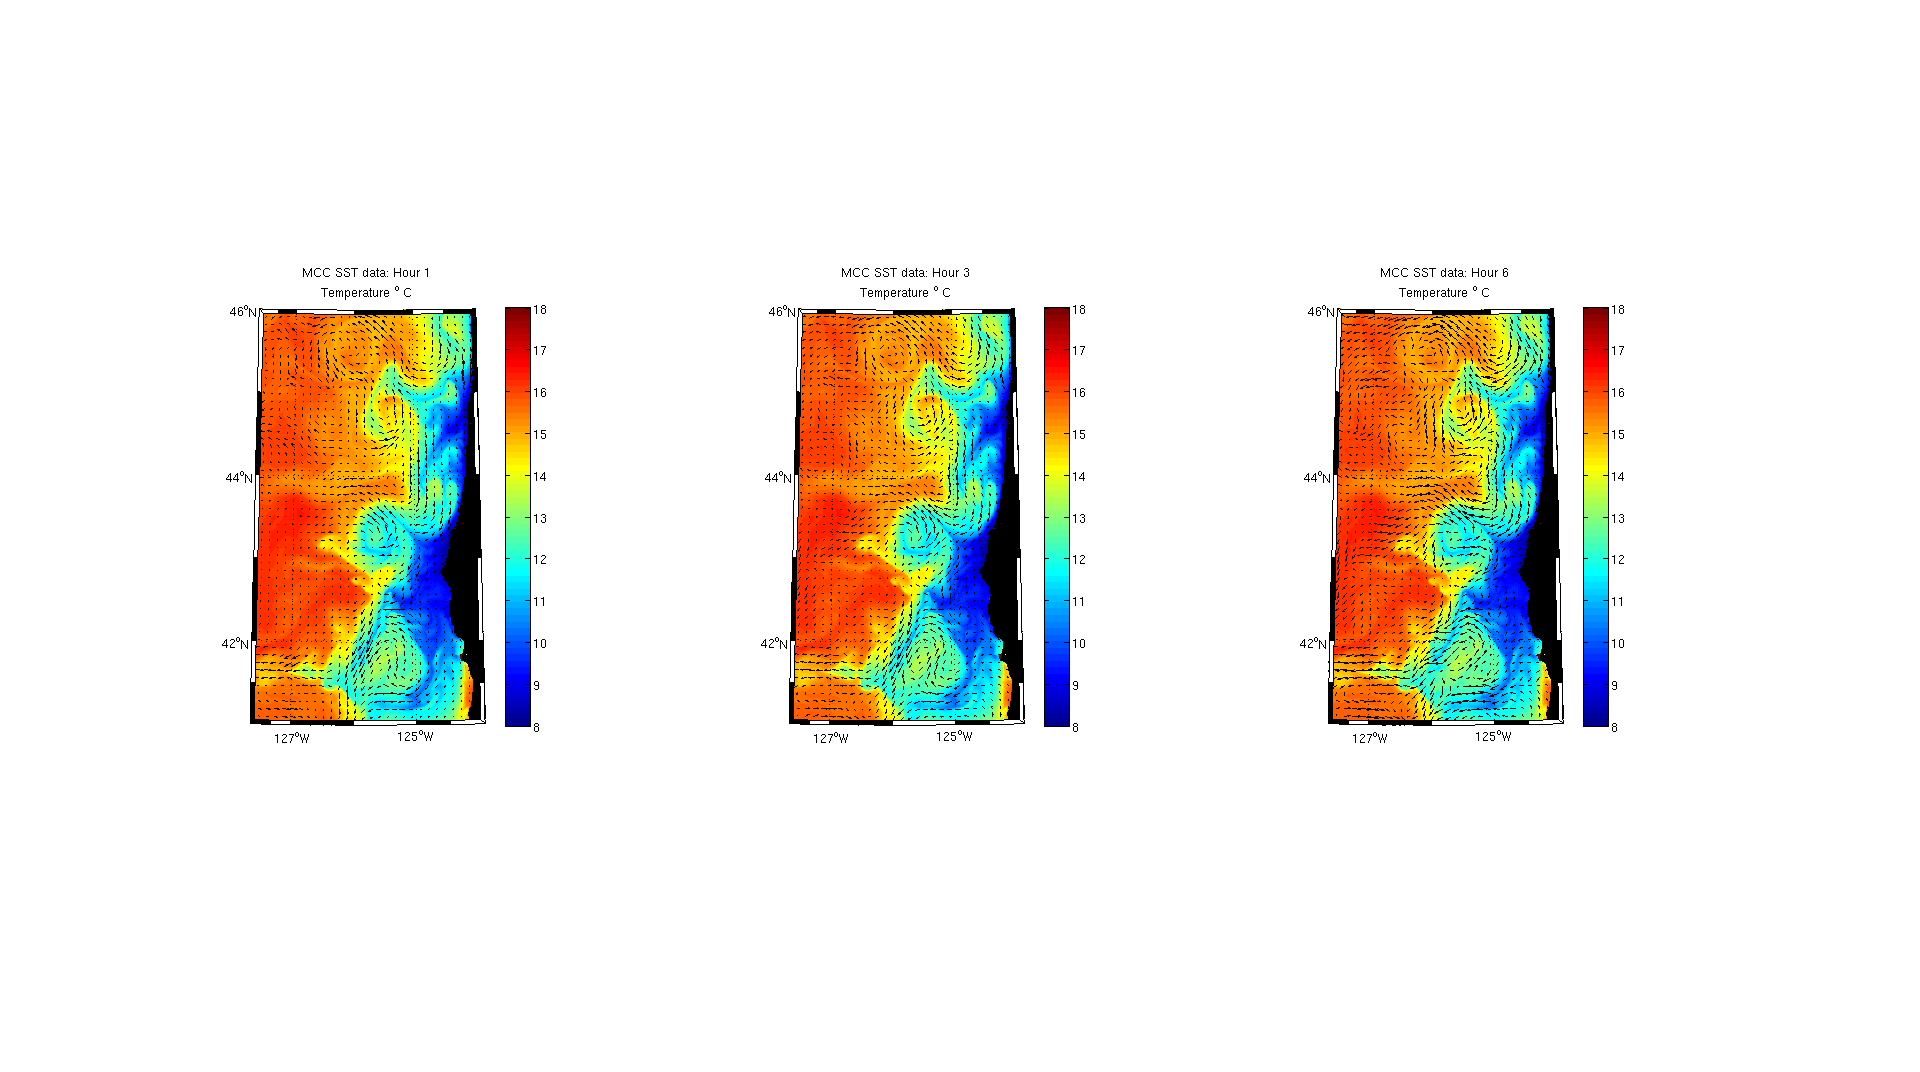 MCC SST data: Hour 1
Temperature ° C
46°N
44°N
42°N
127°W
125°W
18
17
16
15
14
13
12
11
10
9
8
MCC SST data: Hour 3
Temperature ° C
46°N
44°N
42°N
127°W
125°W
18
17
16
15
14
13
12
11
10
9
8
MCC SST data: Hour 6
Temperature ° C
46°N
44°N
42°N
127°W
125°W
18
17
16
15
14
13
12
11
10
9
8